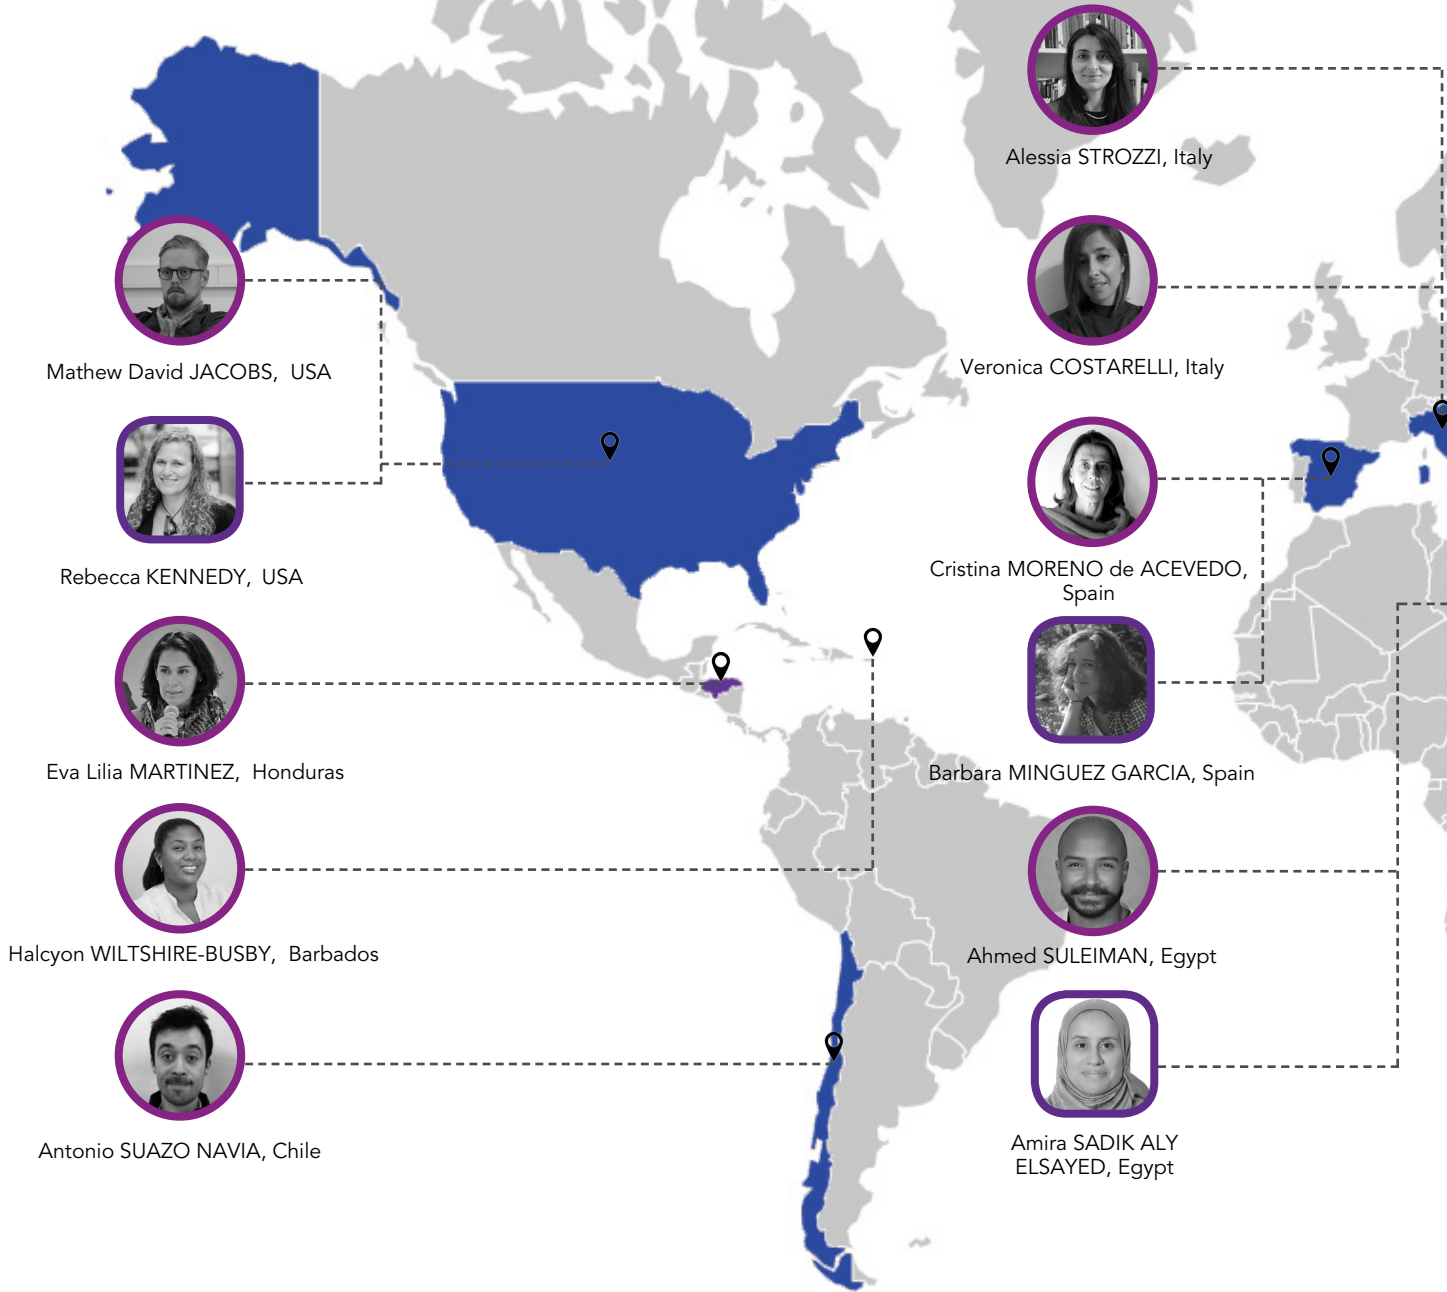 Mathew David JACOBS, USA
Rebecca KENNEDY, USA
Eva Lilia MARTINEZ, Honduras
Halcyon WILTSHIRE-BUSBY, Barbados
Antonio SUAZO NAVIA, Chile
Alessia STROZZI, Italy
Veronica COSTARELLI, Italy
Cristina MORENO de ACEVEDO,
Spain
Barbara MINGUEZ GARCIA, Spain
Ahmed SULEIMAN, Egypt
Amira SADIK ALY
ELSAYED, Egypt